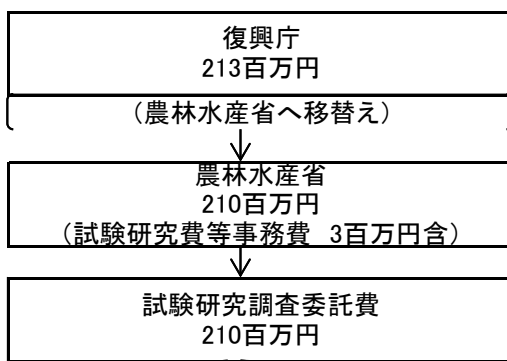 復興庁
213百万円
（農林水産省へ移替え）
農林水産省
210百万円
（試験研究費等事務費　3百万円含）
試験研究調査委託費
210百万円